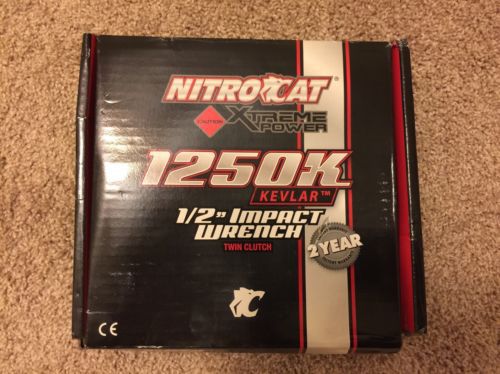 NITROCAT®
CAUTION
XTREME
POWER
1250K
KEVLAR™
1/2" IMPACT
WRENCH
TWIN CLUTCH
2 YEAR
CE